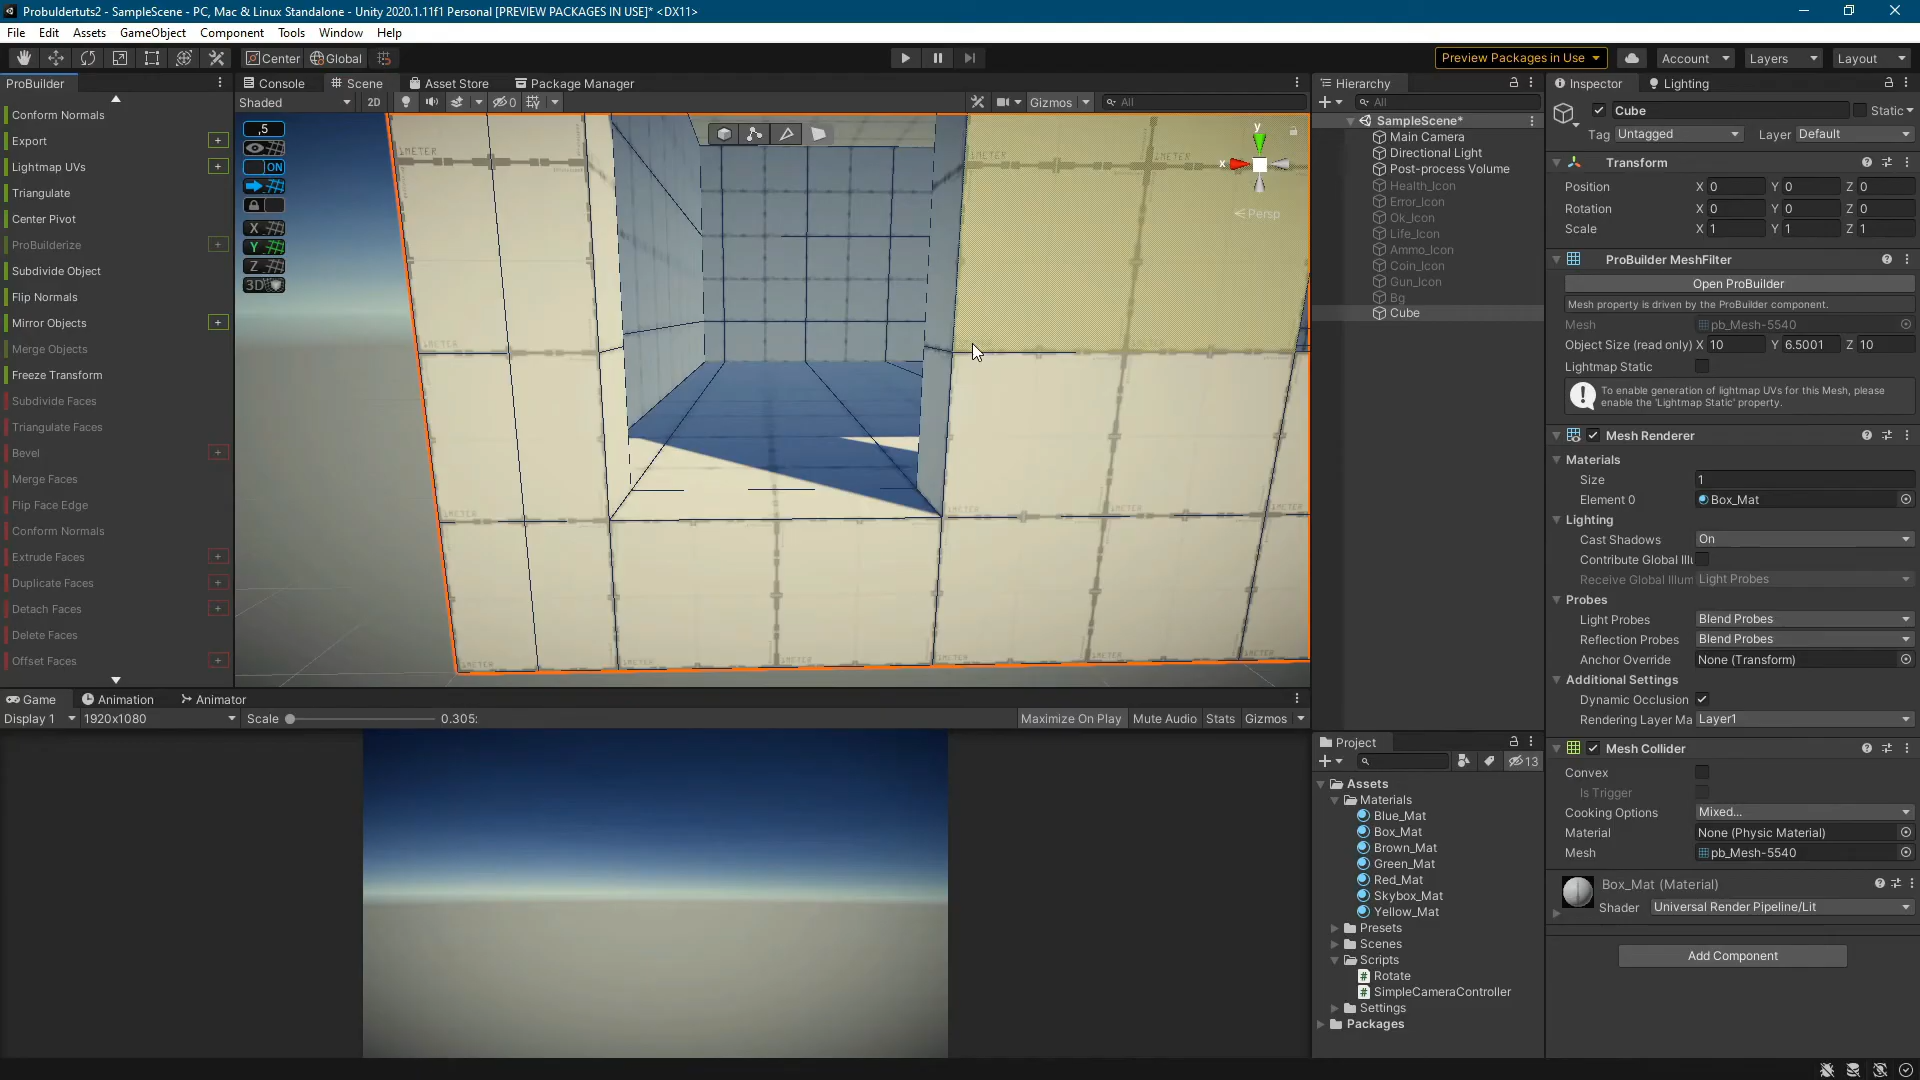 Probuldertuts2 - SampleScene - PC, Mac & Linux Standalone - Unity 2020.1.11f1 Personal [PREVIEW PACKAGES IN USE]* <DX11>
File Edit Assets GameObject Component Tools Window Help
Center Global Preview Packages in Use Account Layers Layout
ProBuilder
Conform Normals
Export
Lightmap UVs
Triangulate
Center Pivot
ProBuilderize
Subdivide Object
Flip Normals
Mirror Objects
Merge Objects
Freeze Transform
Subdivide Faces
Triangulate Faces
Bevel
Merge Faces
Flip Face Edge
Conform Normals
Extrude Faces
Duplicate Faces
Detach Faces
Delete Faces
Offset Faces
Console Scene Asset Store Package Manager
Shaded 2D 0 Gizmos All
,5
ON
X
Y
Z
3D
y
x
Persp
1METER
Game Animation Animator
Display 1 1920x1080 Scale 0.305: Maximize On Play Mute Audio Stats Gizmos
Hierarchy
All
SampleScene*
Main Camera
Directional Light
Post-process Volume
Health_Icon
Error_Icon
Ok_Icon
Life_Icon
Ammo_Icon
Coin_Icon
Gun_Icon
Bg
Cube
Project
13
Assets
Materials
Blue_Mat
Box_Mat
Brown_Mat
Green_Mat
Red_Mat
Skybox_Mat
Yellow_Mat
Presets
Scenes
Scripts
Rotate
SimpleCameraController
Settings
Packages
Inspector Lighting
Cube Static
Tag Untagged Layer Default
Transform
Position X 0 Y 0 Z 0
Rotation X 0 Y 0 Z 0
Scale X 1 Y 1 Z 1
ProBuilder MeshFilter
Open ProBuilder
Mesh property is driven by the ProBuilder component.
Mesh pb_Mesh-5540
Object Size (read only) X 10 Y 6.5001 Z 10
Lightmap Static
To enable generation of lightmap UVs for this Mesh, please
enable the 'Lightmap Static' property.
Mesh Renderer
Materials
Size 1
Element 0 Box_Mat
Lighting
Cast Shadows On
Contribute Global Illu
Receive Global Illum Light Probes
Probes
Light Probes Blend Probes
Reflection Probes Blend Probes
Anchor Override None (Transform)
Additional Settings
Dynamic Occlusion
Rendering Layer Ma Layer1
Mesh Collider
Convex
Is Trigger
Cooking Options Mixed...
Material None (Physic Material)
Mesh pb_Mesh-5540
Box_Mat (Material)
Shader Universal Render Pipeline/Lit
Add Component